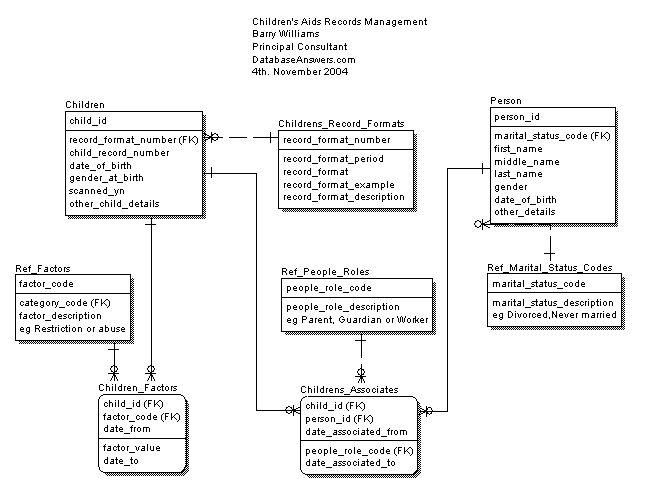 Children's Aids Records Management
Barry Williams
Principal Consultant
DatabaseAnswers.com
4th. November 2004
Children
child_id
record_format_number (FK)
child_record_number
date_of_birth
gender_at_birth
scanned_yn
other_child_details
Childrens_Record_Formats
record_format_number
record_format_period
record_format
record_format_example
record_format_description
Person
person_id
marital_status_code (FK)
first_name
middle_name
last_name
gender
date_of_birth
other_details
Ref_Factors
factor_code
category_code (FK)
factor_description
eg Restriction or abuse
Ref_People_Roles
people_role_code
people_role_description
eg Parent, Guardian or Worker
Ref_Marital_Status_Codes
marital_status_code
marital_status_description
eg Divorced,Never married
Children_Factors
child_id (FK)
factor_code (FK)
date_from
factor_value
date_to
Childrens_Associates
child_id (FK)
person_id (FK)
date_associated_from
people_role_code (FK)
date_associated_to